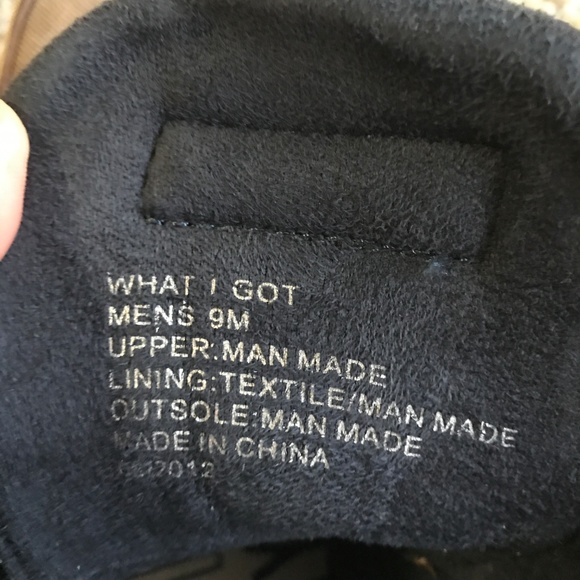 WHAT I GOT
MENS 9M
UPPER:MAN MADE
LINING:TEXTILE/MAN MADE
OUTSOLE:MAN MADE
MADE IN CHINA